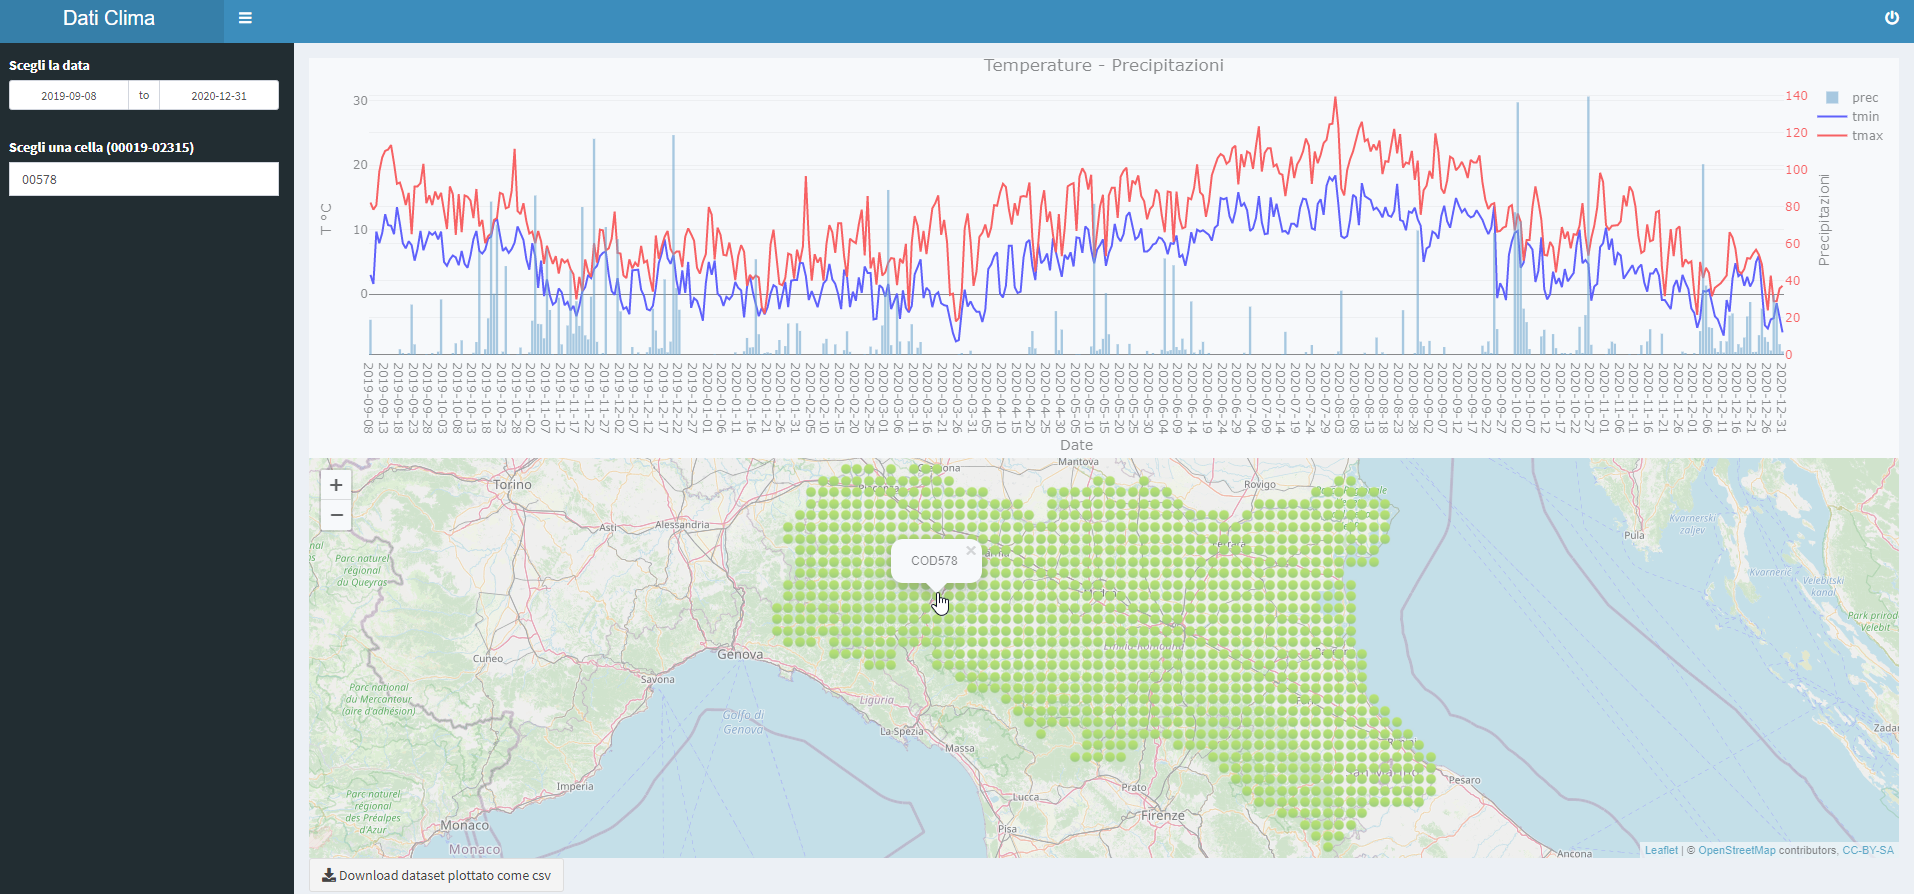 Dati Clima
Scegli la data
2019-09-08 to 2020-12-31
Scegli una cella (00019-02315)
00578
Temperature - Precipitazioni
30
20
10
0
T °C
140
120
100
80
60
40
20
0
Precipitazioni
prec
tmin
tmax
2019-09-08
2019-09-13
2019-09-18
2019-09-23
2019-09-28
2019-10-03
2019-10-08
2019-10-13
2019-10-18
2019-10-23
2019-10-28
2019-11-02
2019-11-07
2019-11-12
2019-11-17
2019-11-22
2019-11-27
2019-12-02
2019-12-07
2019-12-12
2019-12-17
2019-12-22
2019-12-27
2020-01-01
2020-01-06
2020-01-11
2020-01-16
2020-01-21
2020-01-26
2020-01-31
2020-02-05
2020-02-10
2020-02-15
2020-02-20
2020-02-25
2020-03-01
2020-03-06
2020-03-11
2020-03-16
2020-03-21
2020-03-26
2020-03-31
2020-04-05
2020-04-10
2020-04-15
2020-04-20
2020-04-25
2020-04-30
2020-05-05
2020-05-10
2020-05-15
2020-05-20
2020-05-25
2020-05-30
2020-06-04
2020-06-09
2020-06-14
2020-06-19
2020-06-24
2020-06-29
2020-07-04
2020-07-09
2020-07-14
2020-07-19
2020-07-24
2020-07-29
2020-08-03
2020-08-08
2020-08-13
2020-08-18
2020-08-23
2020-08-28
2020-09-02
2020-09-07
2020-09-12
2020-09-17
2020-09-22
2020-09-27
2020-10-02
2020-10-07
2020-10-12
2020-10-17
2020-10-22
2020-10-27
2020-11-01
2020-11-06
2020-11-11
2020-11-16
2020-11-21
2020-11-26
2020-12-01
2020-12-06
2020-12-11
2020-12-16
2020-12-21
2020-12-26
2020-12-31
Date
+
−
Torino
Asti
Alessandria
Mantova
Rovigo
Pula
Kvarnerski
zaljev
Kvarnerić
Velebitski
kanal
Park prirod
Velebit
Parc naturel
régional
du Queyras
COD578
×
Cuneo
Genova
Savona
Golfo di
Genova
Liguria
La Spezia
Massa
Parc national
du Mercantour
(aire d'adhésion)
Imperia
Parc naturel
régional
des Préalpes
d'Azur
Monaco
Monaco
Lucca
Pisa
Prato
Firenze
Pesaro
Ancona
Zadar
Leaflet | © OpenStreetMap contributors, CC-BY-SA
Download dataset plottato come csv